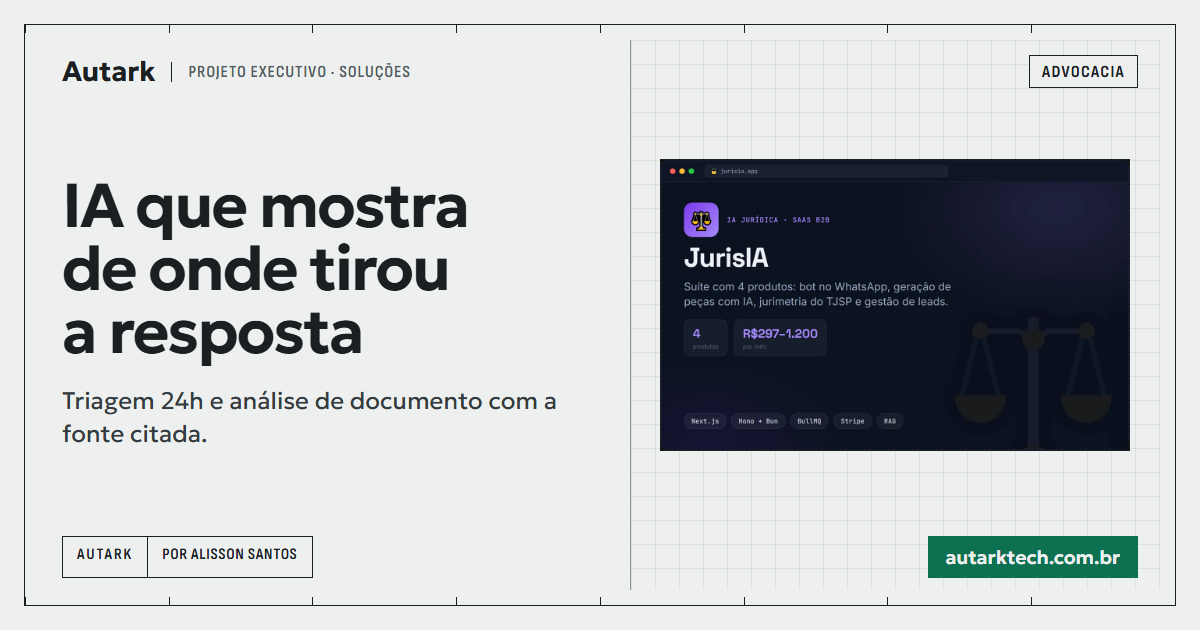 Autark
PROJETO EXECUTIVO · SOLUÇÕES
ADVOCACIA
IA que mostra
de onde tirou
a resposta
Triagem 24h e análise de documento com a
fonte citada.
jurisia.app
IA JURÍDICA · SAAS B2B
JurisIA
Suíte com 4 produtos: bot no WhatsApp, geração de
peças com IA, jurimetria do TJSP e gestão de leads.
4
produtos
R$297–1.200
por mês
Next.js
Hono + Bun
BullMQ
Stripe
RAG
AUTARK
POR ALISSON SANTOS
autarktech.com.br